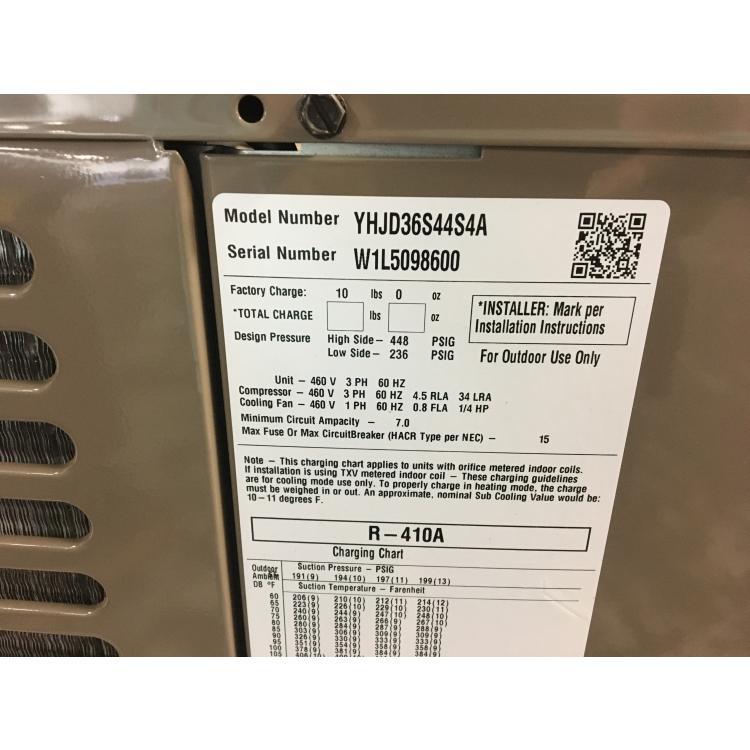 Model Number YHJD36S44S4A
Serial Number W1L5098600
Factory Charge: 10 lbs 0 oz
*TOTAL CHARGE lbs oz
*INSTALLER: Mark per
Installation Instructions
Design Pressure High Side – 448 PSIG
Low Side – 236 PSIG
For Outdoor Use Only
Unit – 460 V 3 PH 60 HZ
Compressor – 460 V 3 PH 60 HZ 4.5 RLA 34 LRA
Cooling Fan – 460 V 1 PH 60 HZ 0.8 FLA 1/4 HP
Minimum Circuit Ampacity – 7.0
Max Fuse Or Max CircuitBreaker (HACR Type per NEC) – 15
Note – This charging chart applies to units with orifice metered indoor coils.
If installation is using TXV metered indoor coil – These charging guidelines
are for cooling mode use only. To properly charge in heating mode, the charge
must be weighed in or out. An approximate, nominal Sub Cooling Value would be:
10–11 degrees F.
R–410A
Charging Chart
Outdoor
Ambient
DB °F
Suction Pressure – PSIG
191(9) 194(10) 197(11) 199(13)
Suction Temperature – Farenheit
60 206(9) 210(10) 212(11) 214(12)
65 223(9) 226(10) 229(10) 230(11)
70 240(9) 244(9) 247(10) 248(10)
75 260(9) 263(9) 266(9) 267(10)
80 280(9) 284(9) 287(9) 288(9)
85 303(9) 306(9) 309(9) 309(9)
90 326(9) 330(9) 333(9) 333(9)
95 351(9) 354(9) 358(9) 358(9)
100 378(9) 381(9) 384(9) 384(9)
105